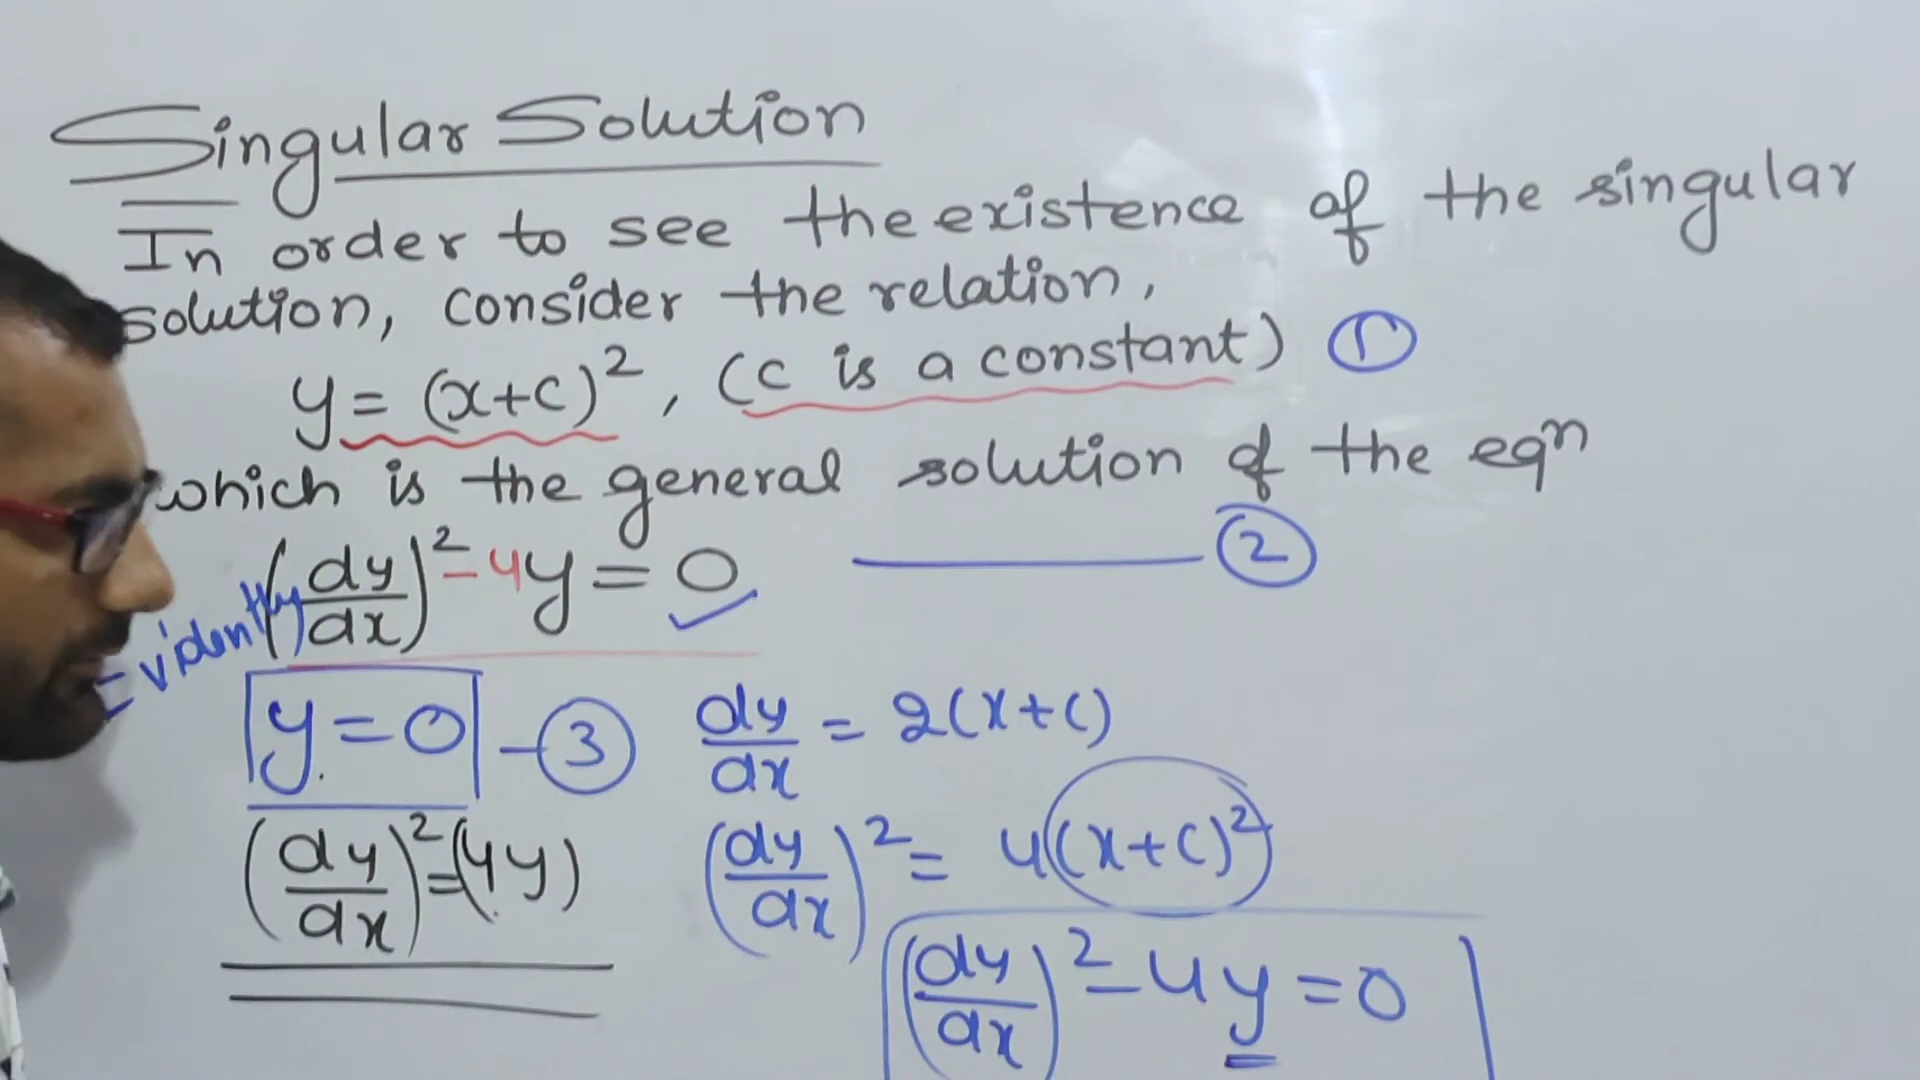 Singular Solution
In order to see the existence of the singular
solution, consider the relation,
y = (x+c)², (c is a constant) ①
which is the general solution of the eqⁿ
(dy/dx)² - 4y = 0 ——— ②
Evidently
y = 0 - ③
dy/dx = 2(x+c)
(dy/dx)² = (4y)
(dy/dx)² = 4(x+c)²
(dy/dx)² - 4y = 0